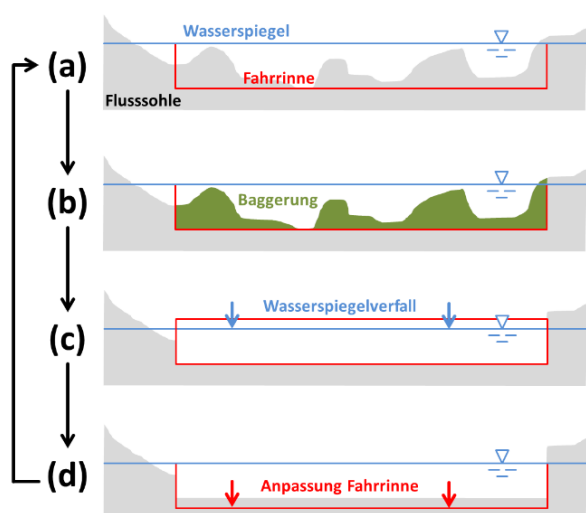 Wasserspiegel
(a)
Fahrrinne
Flusssohle
(b)
Baggerung
Wasserspiegelverfall
(c)
(d)
Anpassung Fahrrinne